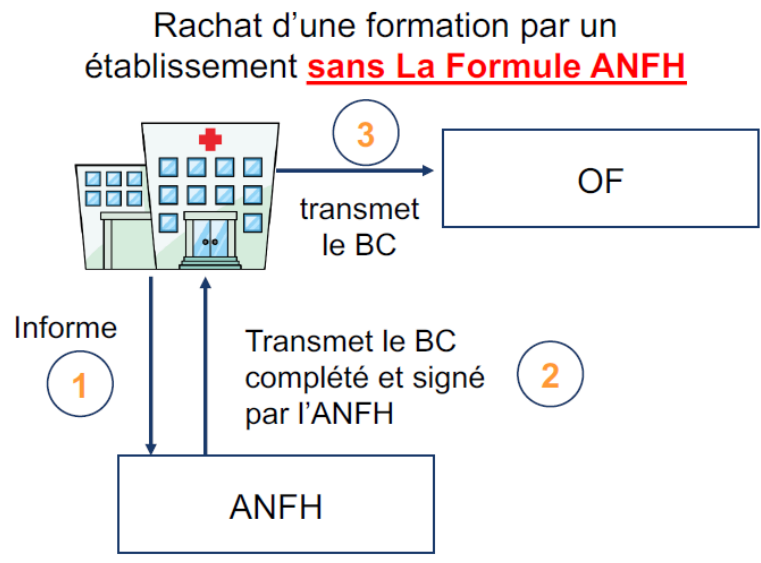 Rachat d’une formation par un
établissement sans La Formule ANFH
3
OF
transmet
le BC
Informe
1
Transmet le BC
complété et signé
par l’ANFH
2
ANFH